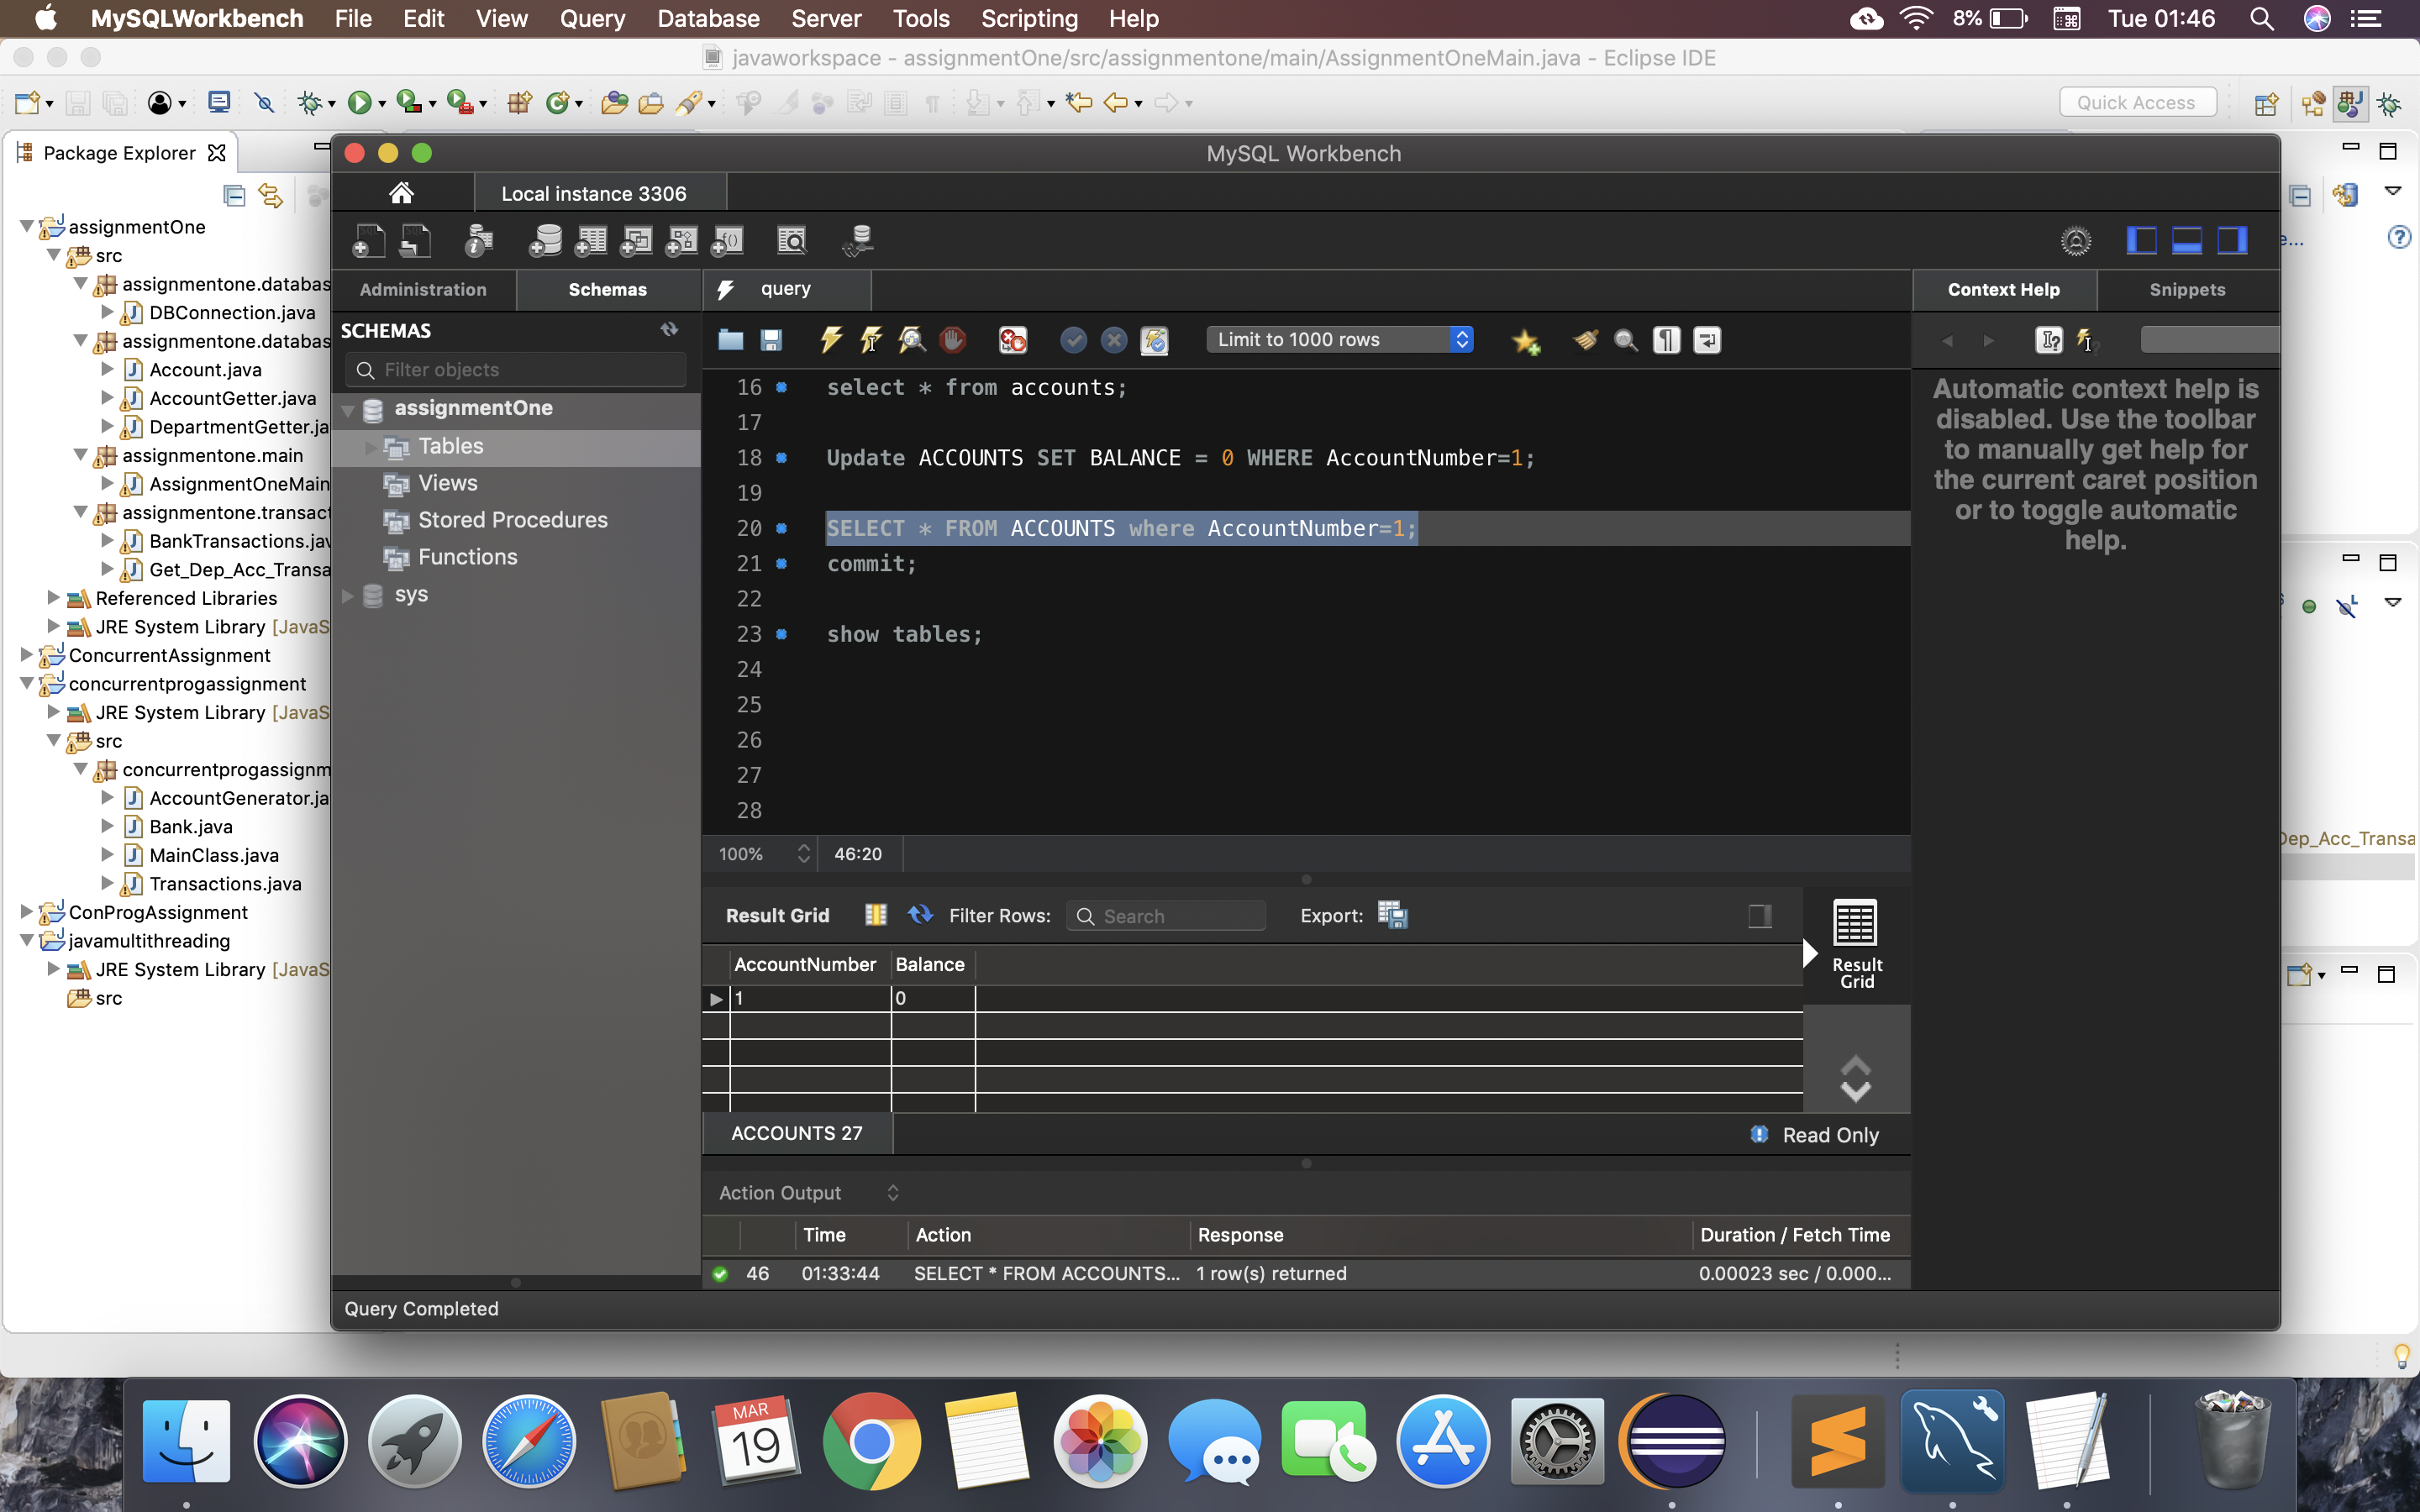 MySQLWorkbench File Edit View Query Database Server Tools Scripting Help 8% Tue 01:46
javaworkspace - assignmentOne/src/assignmentone/main/AssignmentOneMain.java - Eclipse IDE
Quick Access
Package Explorer
assignmentOne
src
assignmentone.databas
DBConnection.java
assignmentone.databas
Account.java
AccountGetter.java
DepartmentGetter.ja
assignmentone.main
AssignmentOneMain
assignmentone.transact
BankTransactions.jav
Get_Dep_Acc_Transa
Referenced Libraries
JRE System Library [JavaS
ConcurrentAssignment
concurrentprogassignment
JRE System Library [JavaS
src
concurrentprogassignm
AccountGenerator.ja
Bank.java
MainClass.java
Transactions.java
ConProgAssignment
javamultithreading
JRE System Library [JavaS
src
MySQL Workbench
Local instance 3306
Administration Schemas
SCHEMAS
Filter objects
assignmentOne
Tables
Views
Stored Procedures
Functions
sys
query
Limit to 1000 rows
16 select * from accounts;
17
18 Update ACCOUNTS SET BALANCE = 0 WHERE AccountNumber=1;
19
20 SELECT * FROM ACCOUNTS where AccountNumber=1;
21 commit;
22
23 show tables;
24
25
26
27
28
100% 46:20
Result Grid Filter Rows: Search Export:
AccountNumber Balance
1 0
Result
Grid
ACCOUNTS 27 Read Only
Action Output
Time Action Response Duration / Fetch Time
46 01:33:44 SELECT * FROM ACCOUNTS... 1 row(s) returned 0.00023 sec / 0.000...
Query Completed
Context Help Snippets
Automatic context help is
disabled. Use the toolbar
to manually get help for
the current caret position
or to toggle automatic
help.
e...
Dep_Acc_Transa
MAR
19